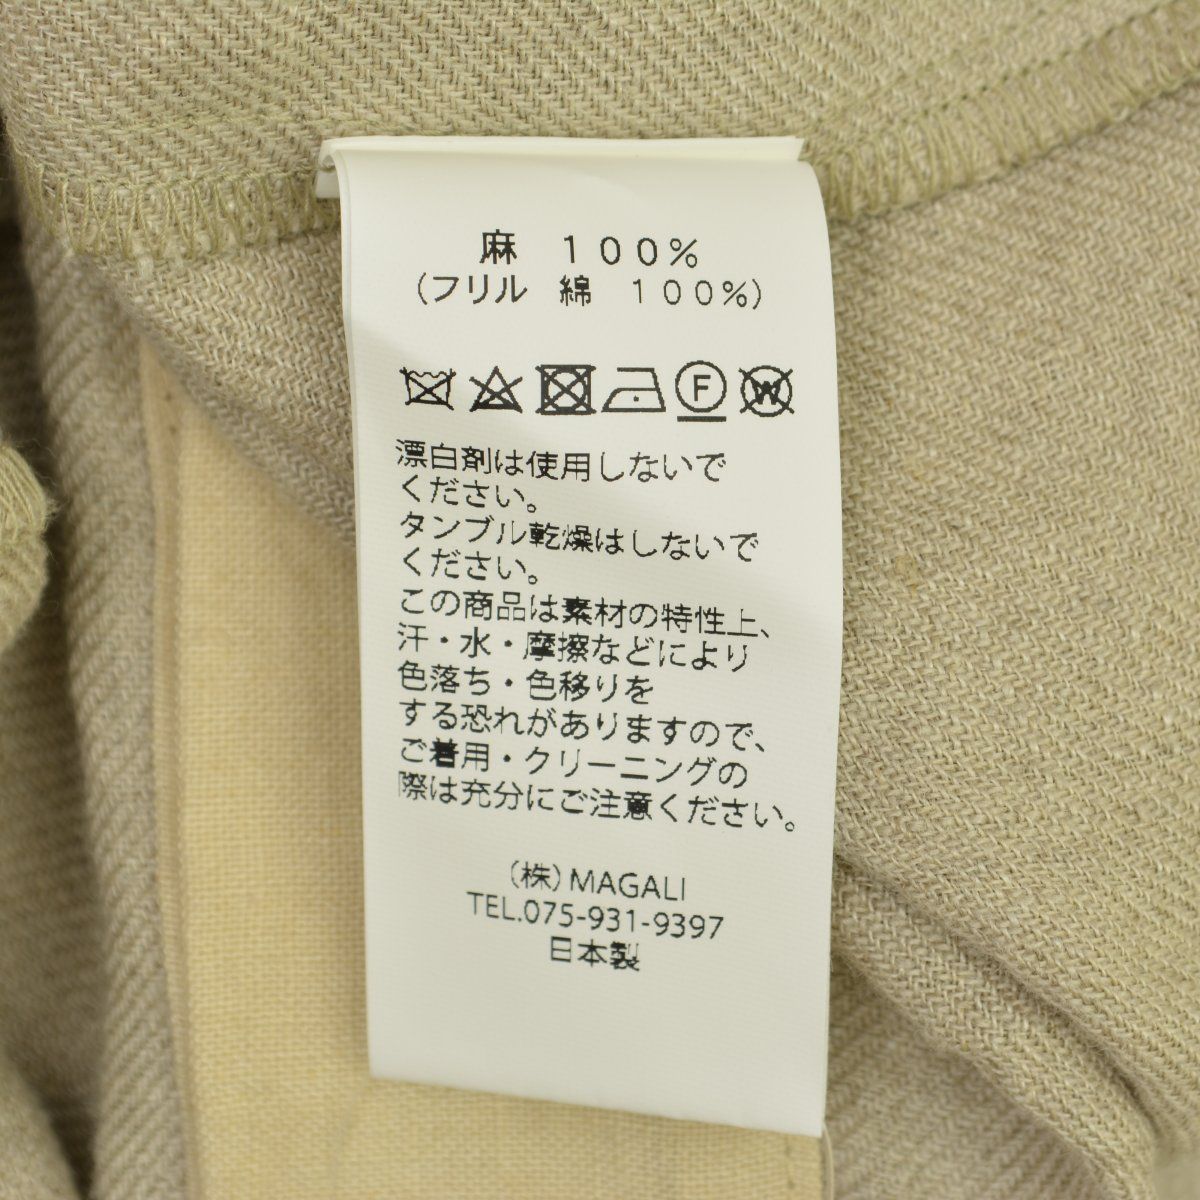 麻 １００％
（フリル 綿 １００％）
F W
漂白剤は使用しないで
ください。
タンブル乾燥はしないで
ください。
この商品は素材の特性上、
汗・水・摩擦などにより
色落ち・色移りを
する恐れがありますので、
ご着用・クリーニングの
際は充分にご注意ください。
（株）MAGALI
TEL.075-931-9397
日本製